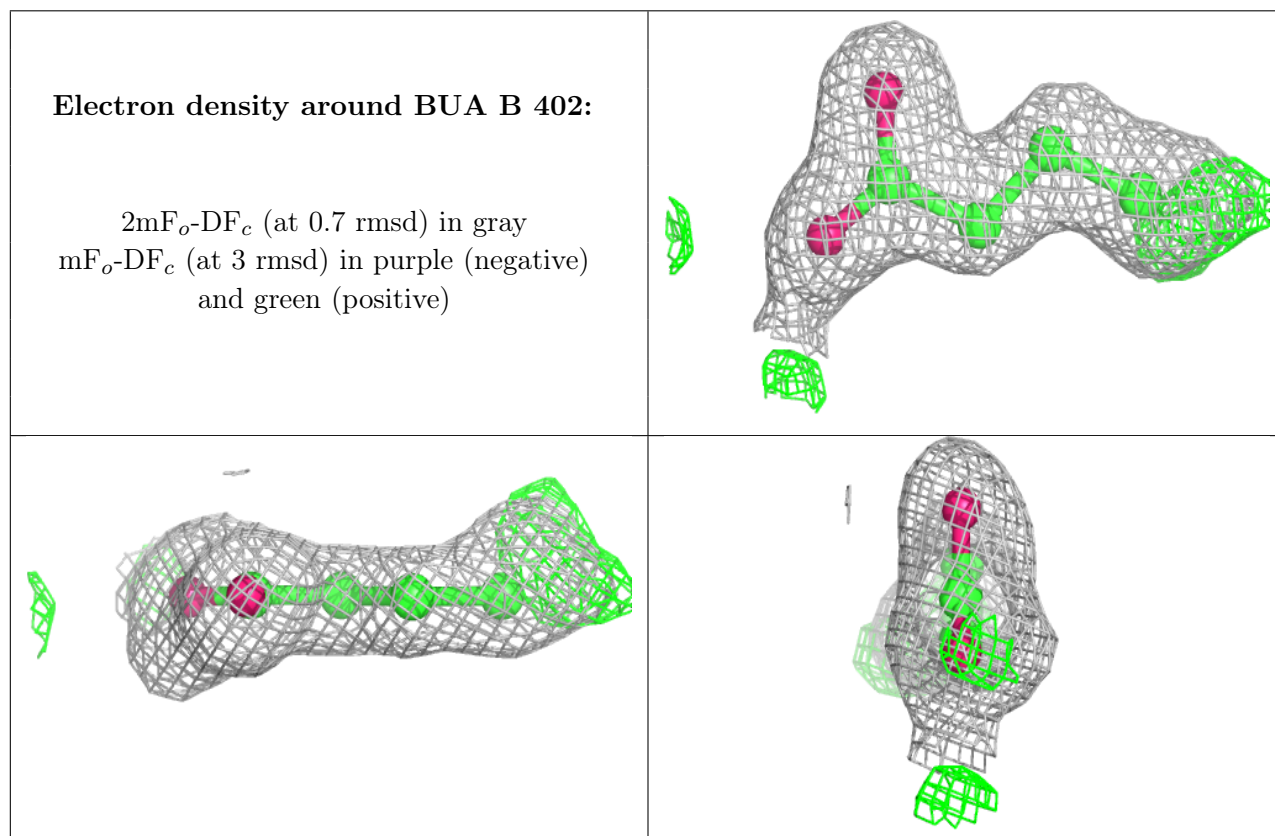 Electron density around BUA B 402:
2mFo-DFc (at 0.7 rmsd) in gray
mFo-DFc (at 3 rmsd) in purple (negative)
and green (positive)